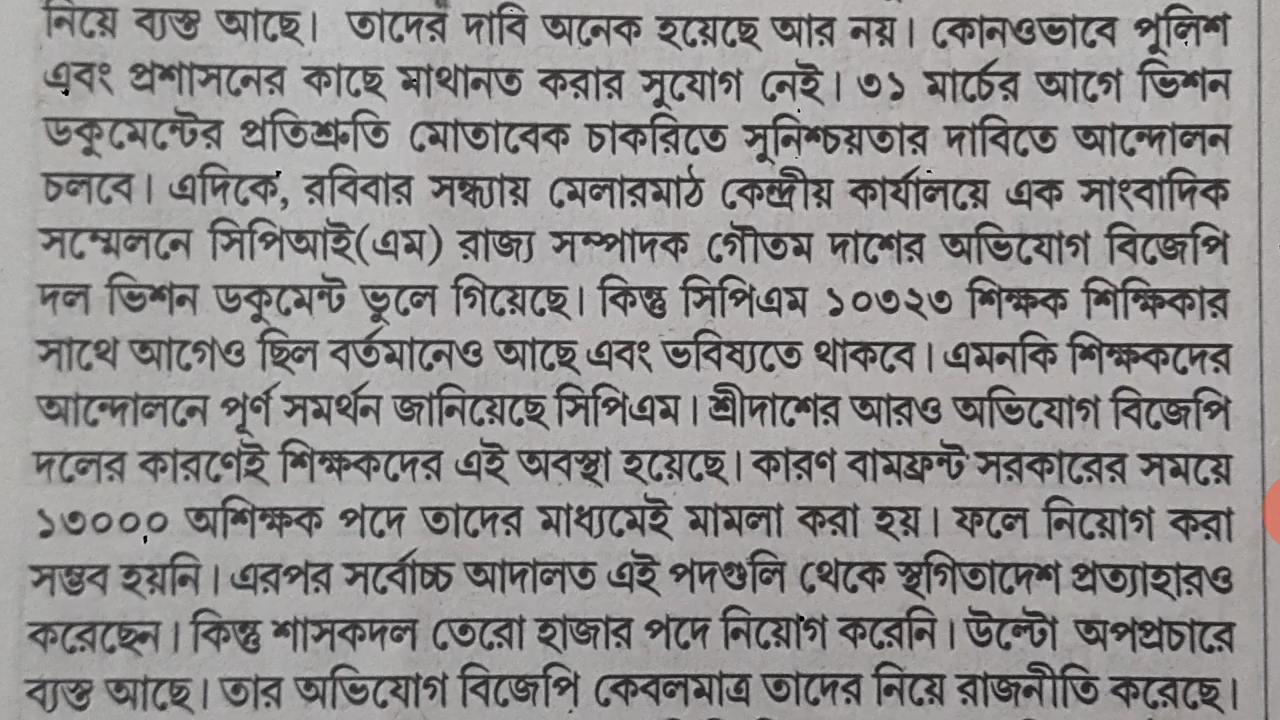 নিয়ে ব্যস্ত আছে। তাদের দাবি অনেক হয়েছে আর নয়। কোনওভাবে পুলিশ
এবং প্রশাসনের কাছে মাথানত করার সুযোগ নেই। ৩১ মার্চের আগে ভিশন
ডকুমেন্টের প্রতিশ্রুতি মোতাবেক চাকরিতে সুনিশ্চয়তার দাবিতে আন্দোলন
চলবে। এদিকে, রবিবার সন্ধ্যায় মেলারমাঠ কেন্দ্রীয় কার্যালয়ে এক সাংবাদিক
সম্মেলনে সিপিআই(এম) রাজ্য সম্পাদক গৌতম দাশের অভিযোগ বিজেপি
দল ভিশন ডকুমেন্ট ভুলে গিয়েছে। কিন্তু সিপিএম ১০৩২৩ শিক্ষক শিক্ষিকার
সাথে আগেও ছিল বর্তমানেও আছে এবং ভবিষ্যতে থাকবে। এমনকি শিক্ষকদের
আন্দোলনে পূর্ণ সমর্থন জানিয়েছে সিপিএম। শ্রীদাশের আরও অভিযোগ বিজেপি
দলের কারণেই শিক্ষকদের এই অবস্থা হয়েছে। কারণ বামফ্রন্ট সরকারের সময়ে
১৩০০০ অশিক্ষক পদে তাদের মাধ্যমেই মামলা করা হয়। ফলে নিয়োগ করা
সম্ভব হয়নি। এরপর সর্বোচ্চ আদালত এই পদগুলি থেকে স্থগিতাদেশ প্রত্যাহারও
করেছেন। কিন্তু শাসকদল তেরো হাজার পদে নিয়োগ করেনি। উল্টো অপপ্রচারে
ব্যস্ত আছে। তার অভিযোগ বিজেপি কেবলমাত্র তাদের নিয়ে রাজনীতি করেছে।